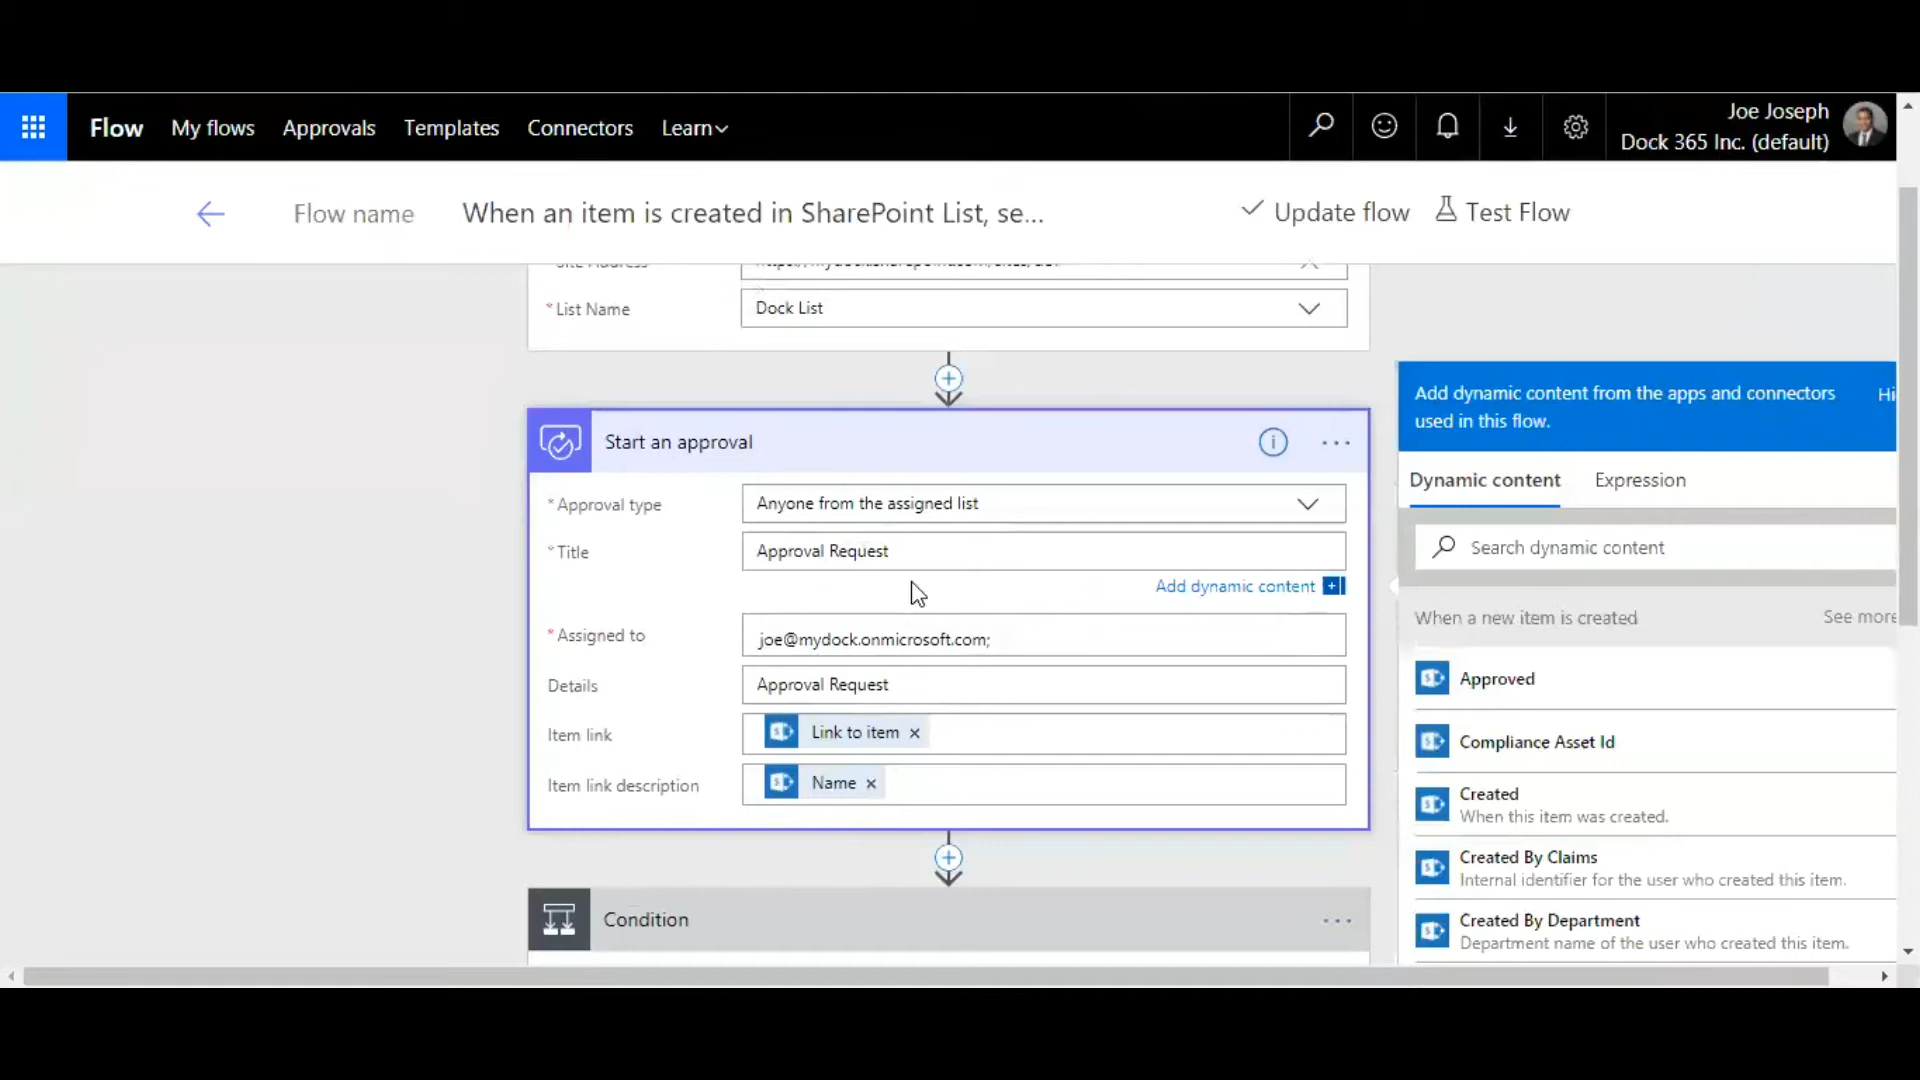 Joe Joseph
Flow My flows Approvals Templates Connectors Learn
Dock 365 Inc. (default)
Flow name When an item is created in SharePoint List, se... Update flow Test Flow
* List Name Dock List
Add dynamic content from the apps and connectors
used in this flow.
Start an approval
Dynamic content Expression
* Approval type Anyone from the assigned list
* Title Approval Request
Search dynamic content
Add dynamic content
When a new item is created See more
* Assigned to joe@mydock.onmicrosoft.com;
Details Approval Request
Approved
Item link Link to item ×
Compliance Asset Id
Item link description Name ×
Created
When this item was created.
Created By Claims
Internal identifier for the user who created this item.
Condition
Created By Department
Department name of the user who created this item.